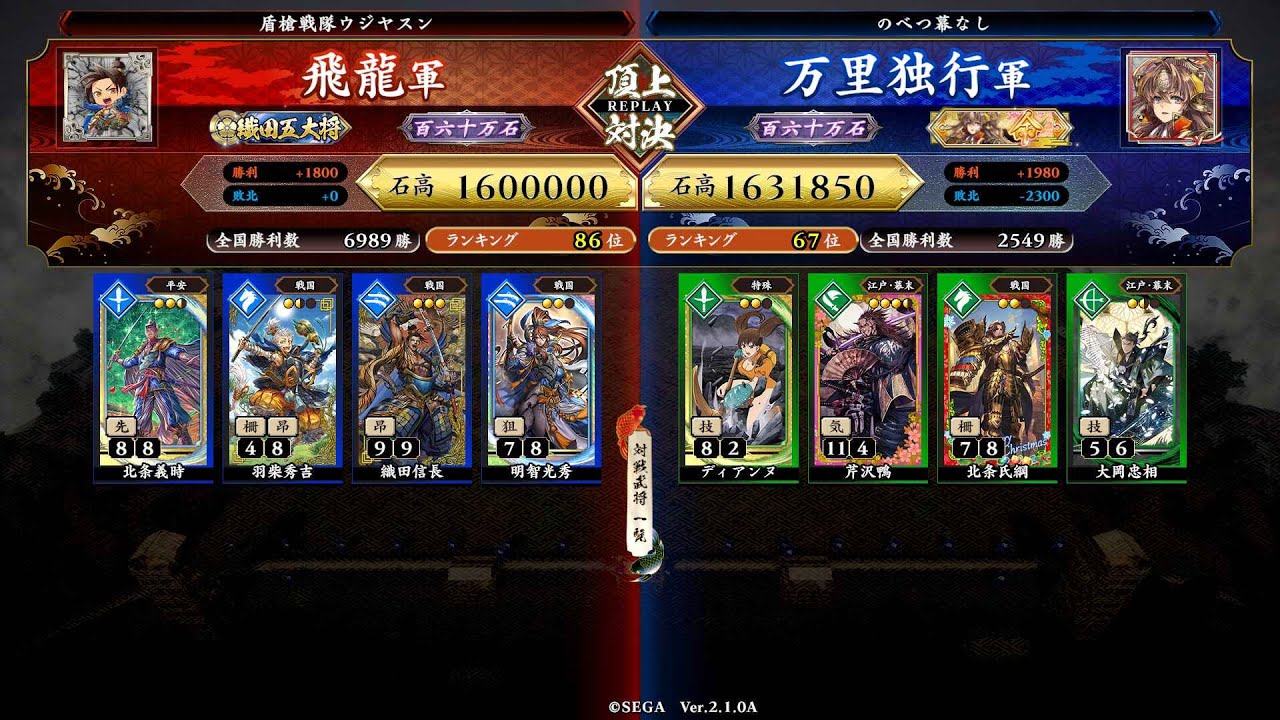 盾槍戦隊ウジヤスン
のべつ幕なし
飛龍軍
頂上
REPLAY
対決
万里独行軍
織田五大将
百六十万石
百六十万石
命
勝利 +1800
敗北 +0
石高 1600000
石高 1631850
勝利 +1980
敗北 -2300
全国勝利数 6989勝
ランキング 86位
ランキング 67位
全国勝利数 2549勝
平安
戦国
戦国
戦国
特殊
江戸・幕末
戦国
江戸・幕末
先
8 8
北条義時
柵 昂
4 8
羽柴秀吉
昂
9 9
織田信長
狙
7 8
明智光秀
技
8 2
ディアンヌ
気
11 4
芹沢鴨
柵
7 8
Christmas
北条氏綱
技
5 6
大岡忠相
対戦武将一覧
©SEGA Ver.2.1.0A